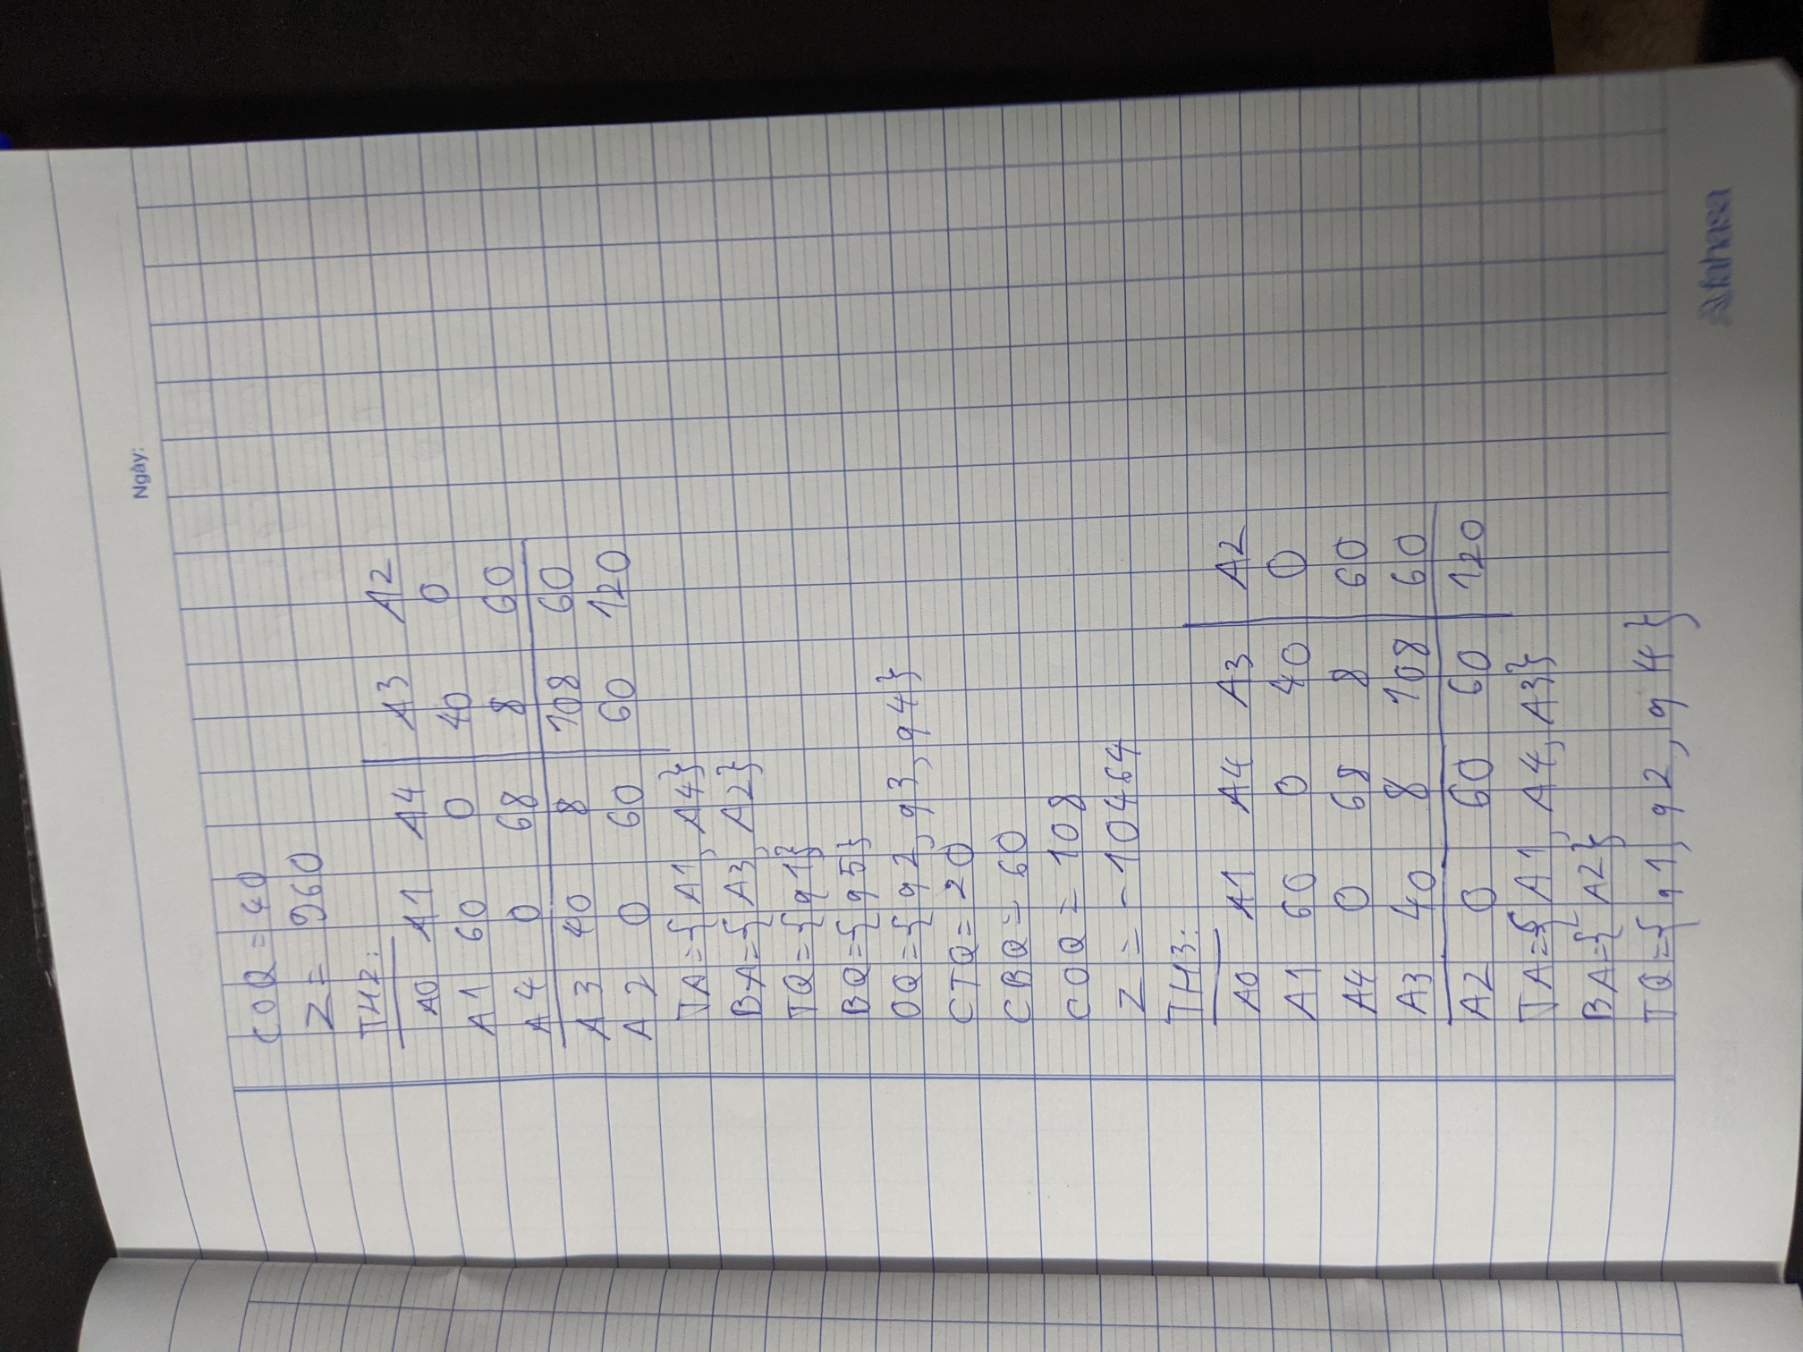 Ngày:
COQ = 40
Z = 960
TH2:
A0 A1 A4 A3 A2
A1 60 0 40 0
A4 0 68 8 60
A3 40 8 108 60
A2 0 60 60 120
TA = {A1, A4}
BA = {A3, A2}
TQ = {q1}
BQ = {q5}
OQ = {q2, q3, q4}
CTQ = 20
CBQ = 60
COQ = 108
Z = -10464
TH3:
A0 A1 A4 A3 A2
A1 60 0 40 0
A4 0 68 8 60
A3 40 8 108 60
A2 0 60 60 120
TA = {A1, A4, A3}
BA = {A2}
TQ = {q1, q2, q4}
fahasa